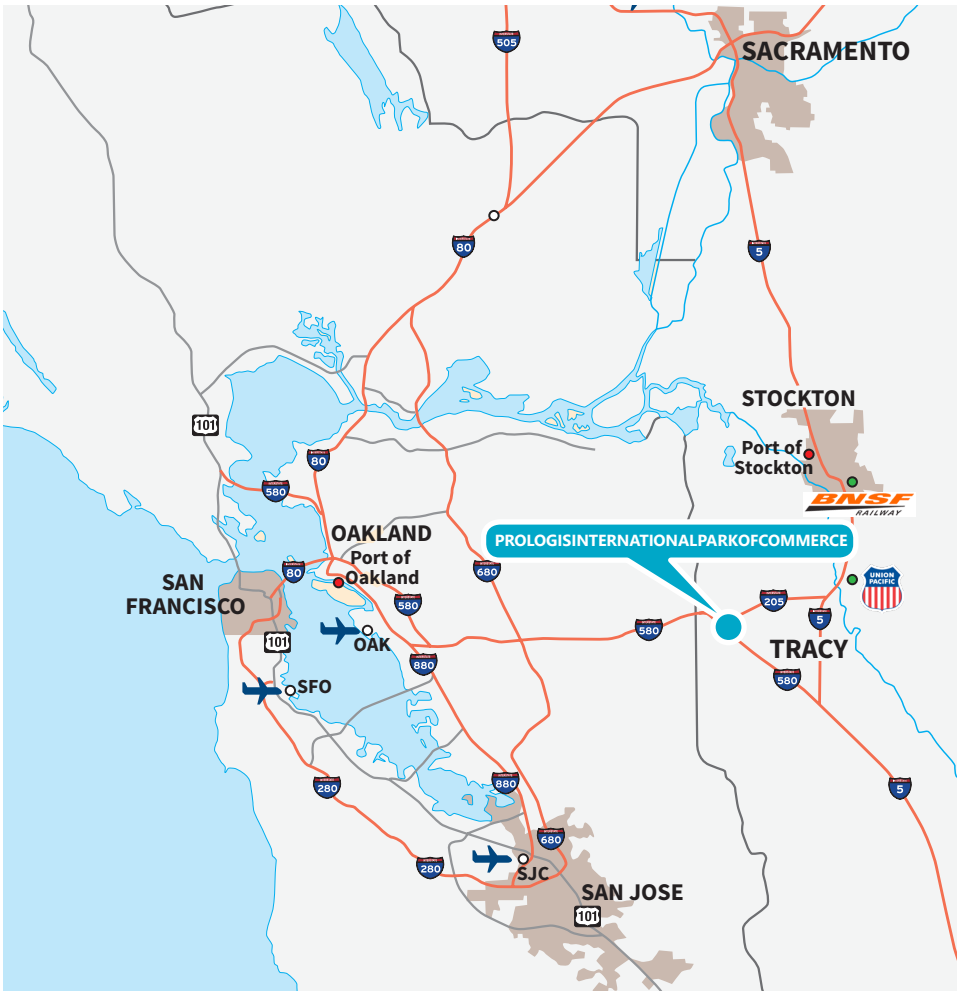 505
SACRAMENTO
80
5
STOCKTON
101
Port of
Stockton
80
580
BNSF
RAILWAY
OAKLAND
PROLOGISINTERNATIONALPARKOFCOMMERCE
Port of
Oakland
80
680
SAN
FRANCISCO
UNION
PACIFIC
580
205
5
580
101
OAK
TRACY
880
580
SFO
280
880
5
680
280
SJC
SAN JOSE
101